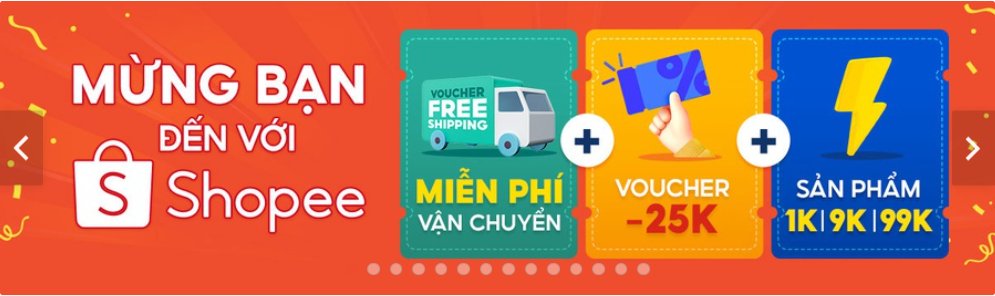 MỪNG BẠN
ĐẾN VỚI
S Shopee
VOUCHER
FREE
SHIPPING
MIỄN PHÍ
VẬN CHUYỂN
+
%
VOUCHER
-25K
+
SẢN PHẨM
1K|9K|99K